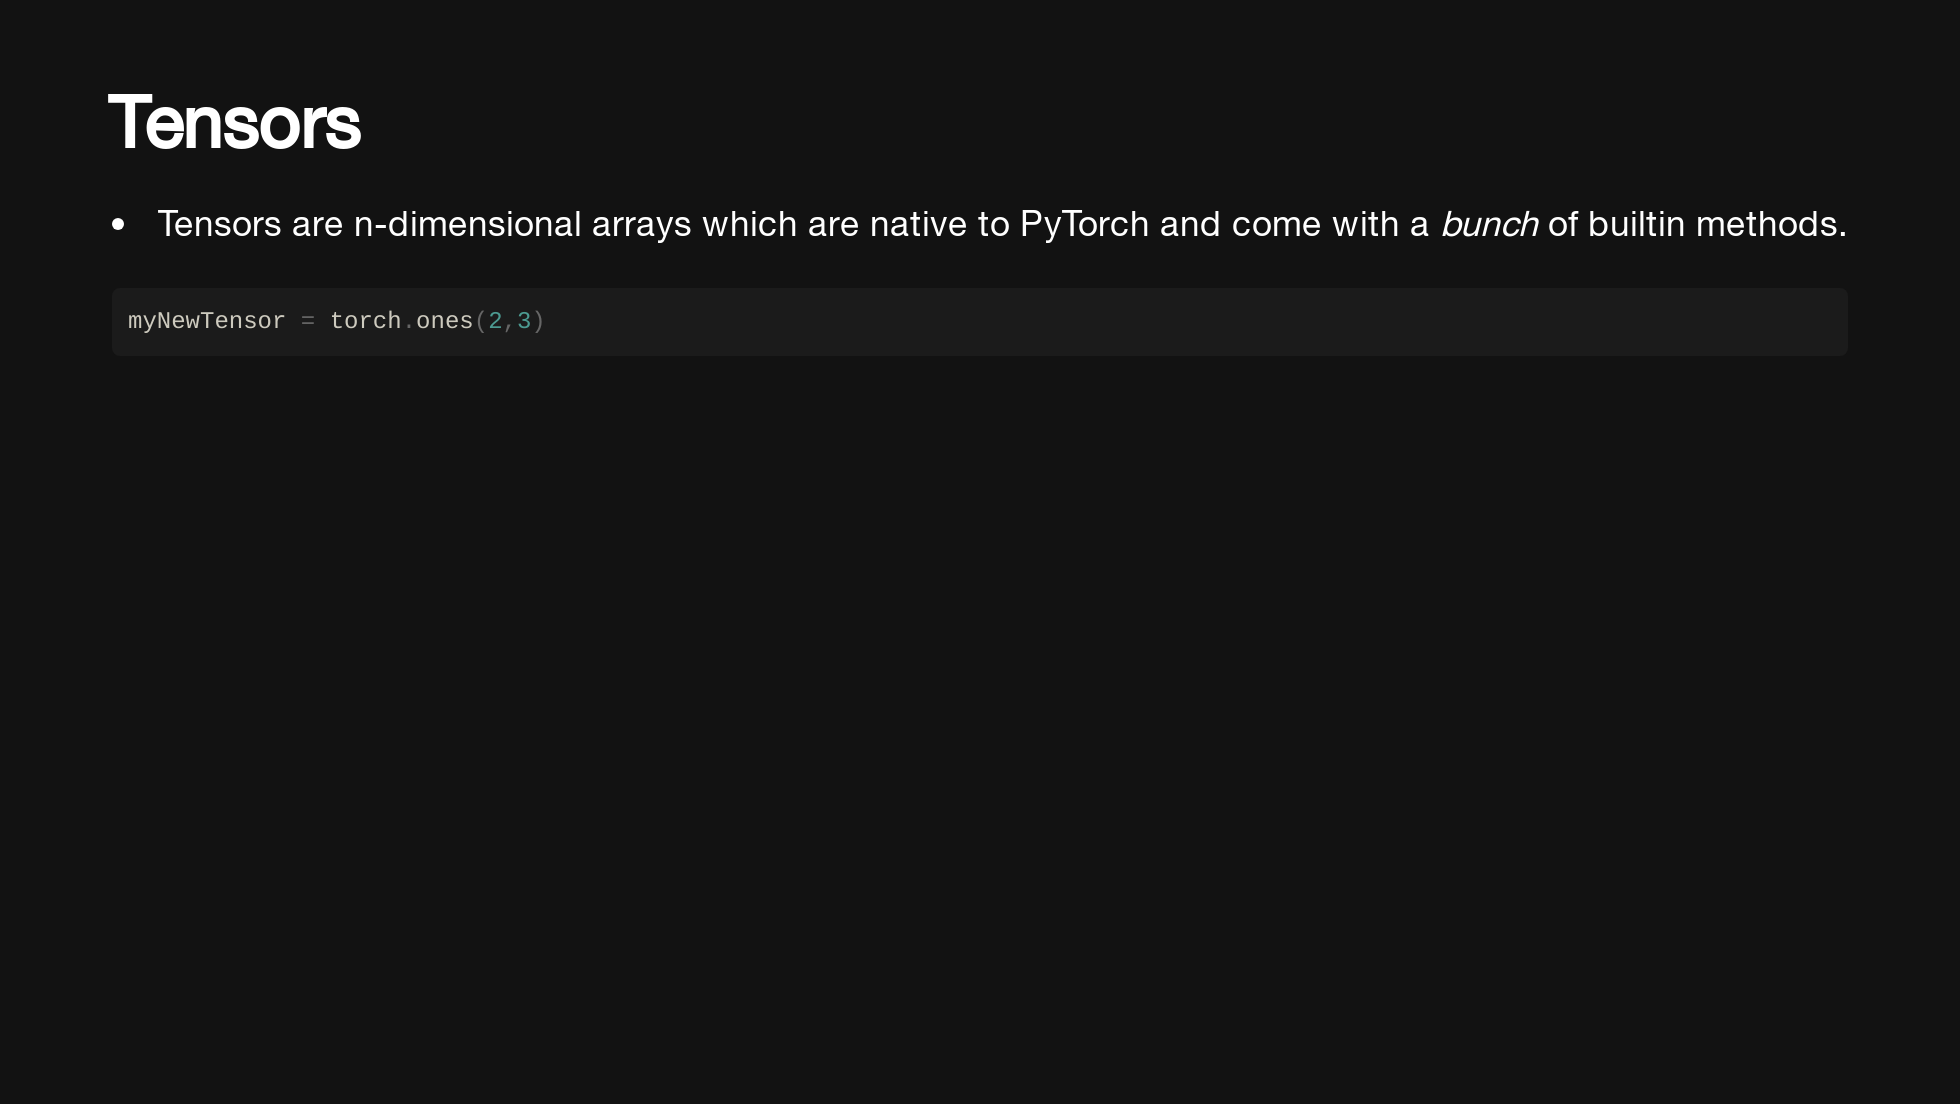 Tensors
• Tensors are n-dimensional arrays which are native to PyTorch and come with a bunch of builtin methods.
myNewTensor = torch.ones(2,3)